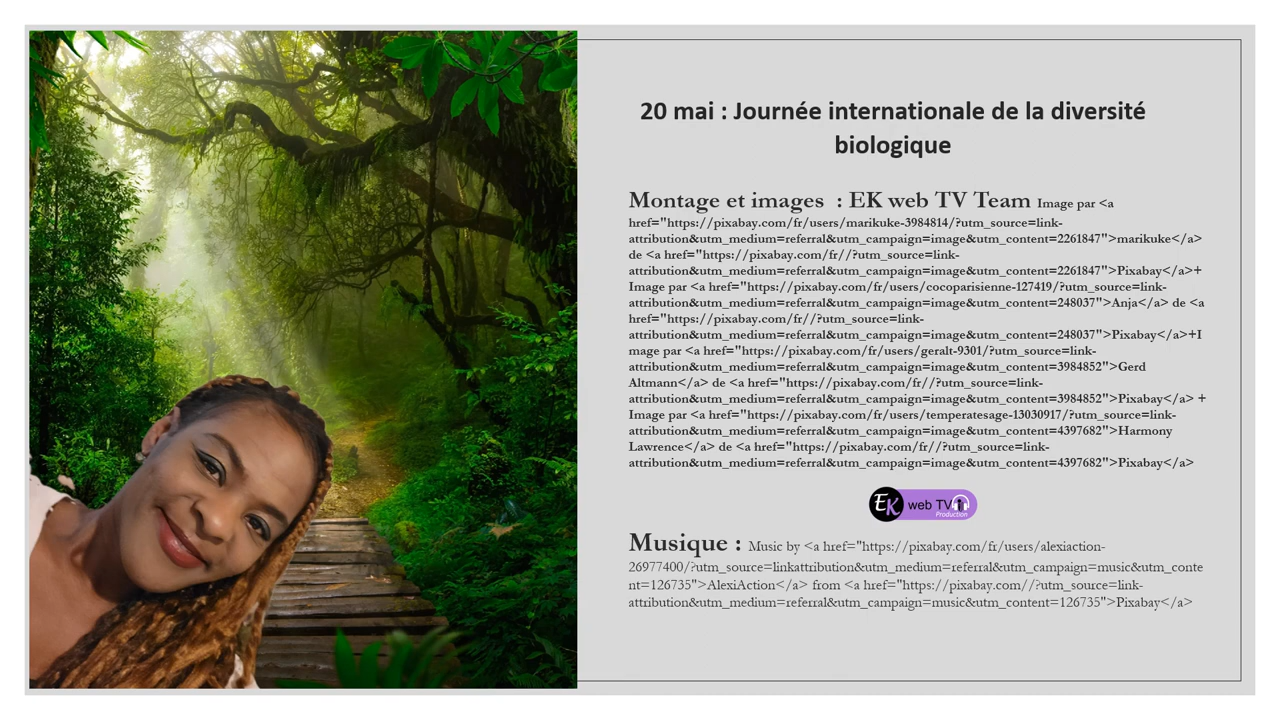 20 mai : Journée internationale de la diversité
biologique
Montage et images  : EK web TV Team Image par <a
href="https://pixabay.com/fr/users/marikuke-3984814/?utm_source=link-
attribution&utm_medium=referral&utm_campaign=image&utm_content=2261847">marikuke</a>
de <a href="https://pixabay.com/fr//?utm_source=link-
attribution&utm_medium=referral&utm_campaign=image&utm_content=2261847">Pixabay</a>+
Image par <a href="https://pixabay.com/fr/users/cocoparisienne-127419/?utm_source=link-
attribution&utm_medium=referral&utm_campaign=image&utm_content=248037">Anja</a> de <a
href="https://pixabay.com/fr//?utm_source=link-
attribution&utm_medium=referral&utm_campaign=image&utm_content=248037">Pixabay</a>+I
mage par <a href="https://pixabay.com/fr/users/geralt-9301/?utm_source=link-
attribution&utm_medium=referral&utm_campaign=image&utm_content=3984852">Gerd
Altmann</a> de <a href="https://pixabay.com/fr//?utm_source=link-
attribution&utm_medium=referral&utm_campaign=image&utm_content=3984852">Pixabay</a> +
Image par <a href="https://pixabay.com/fr/users/temperatesage-13030917/?utm_source=link-
attribution&utm_medium=referral&utm_campaign=image&utm_content=4397682">Harmony
Lawrence</a> de <a href="https://pixabay.com/fr//?utm_source=link-
attribution&utm_medium=referral&utm_campaign=image&utm_content=4397682">Pixabay</a>
EK web TV
Production
Musique : Music by <a href="https://pixabay.com/fr/users/alexiaction-
26977400/?utm_source=linkattribution&utm_medium=referral&utm_campaign=music&utm_conte
nt=126735">AlexiAction</a> from <a href="https://pixabay.com//?utm_source=link-
attribution&utm_medium=referral&utm_campaign=music&utm_content=126735">Pixabay</a>